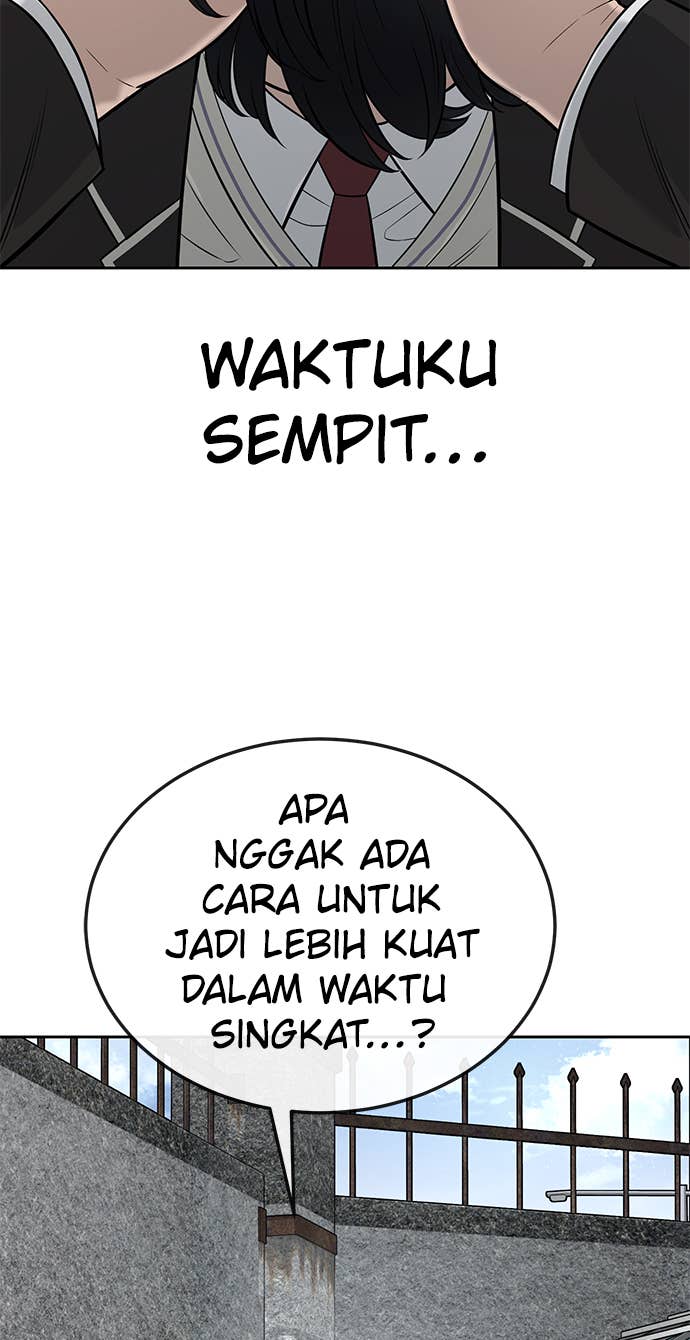 WAKTUKU
SEMPIT...
APA
NGGAK ADA
CARA UNTUK
JADI LEBIH KUAT
DALAM WAKTU
SINGKAT...?